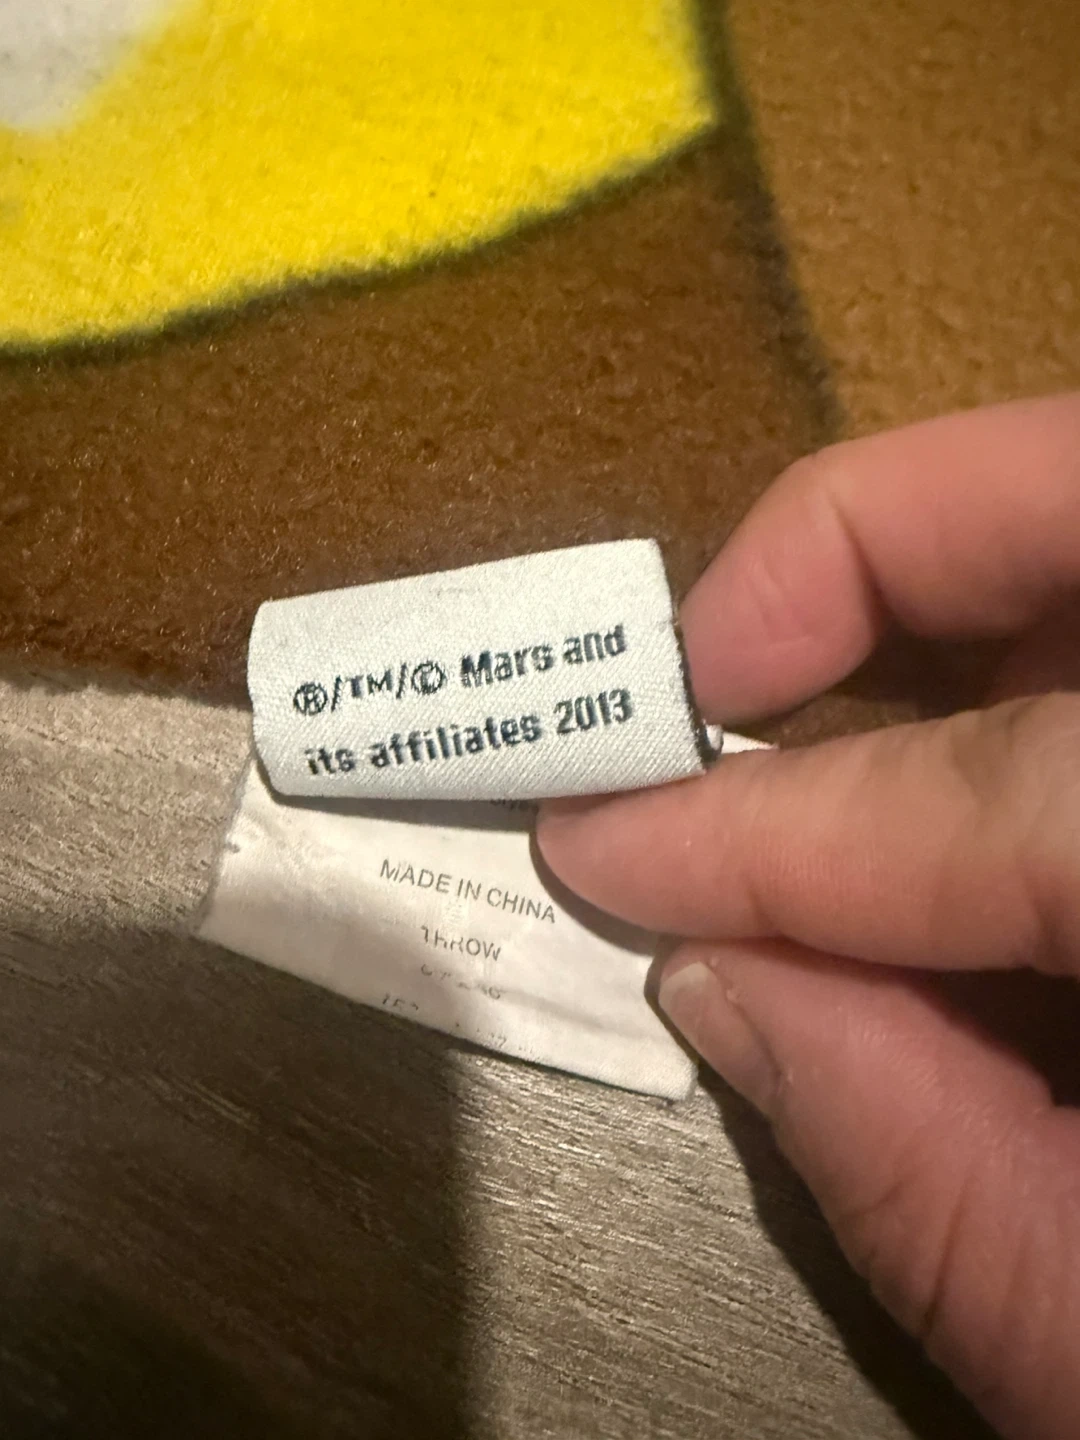 ®/TM/© Mars and
its affiliates 2013
MADE IN CHINA
THROW